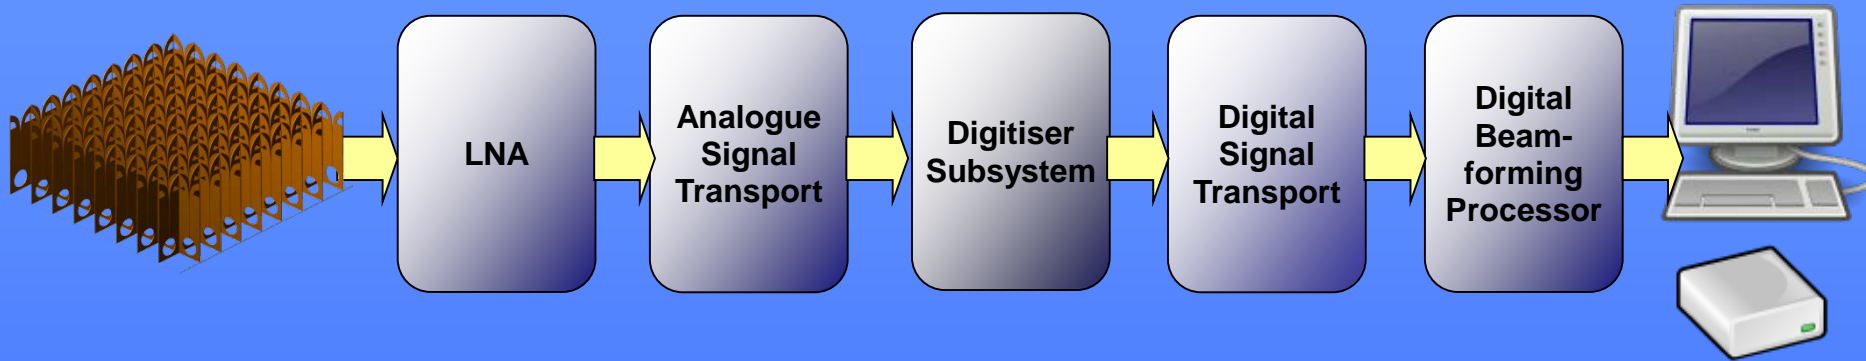 LNA
Analogue
Signal
Transport
Digitiser
Subsystem
Digital
Signal
Transport
Digital
Beam-
forming
Processor